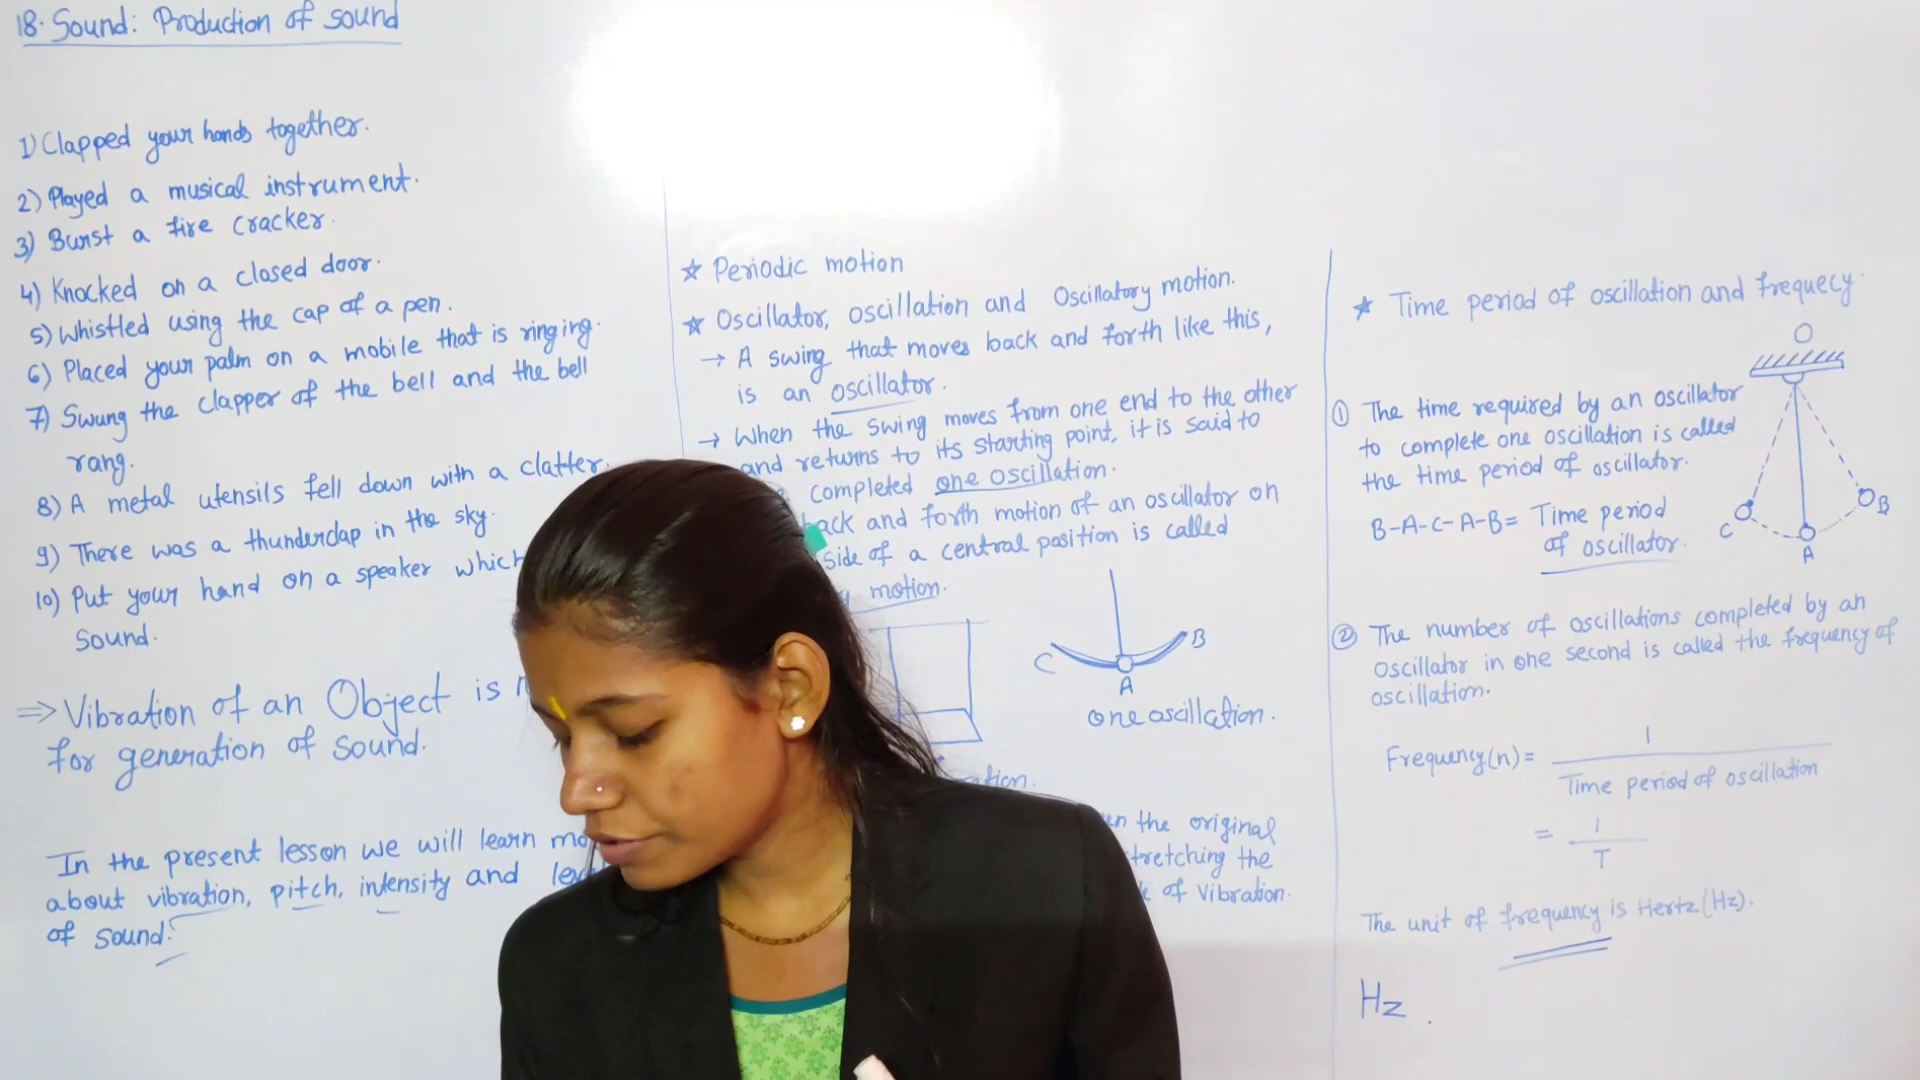 18. Sound: Production of sound
1) Clapped your hands together.
2) Played a musical instrument.
3) Burst a fire cracker.
4) Knocked on a closed door.
5) Whistled using the cap of a pen.
6) Placed your palm on a mobile that is ringing.
7) Swung the clapper of the bell and the bell
rang.
8) A metal utensils fell down with a clatter.
9) There was a thunderclap in the sky.
10) Put your hand on a speaker which
Sound.
⇒ Vibration of an Object is
for generation of sound.
In the present lesson we will learn
about vibration, pitch, intensity and
of sound.
☆ Periodic motion
☆ Oscillator, oscillation and Oscillatory motion.
→ A swing that moves back and forth like this,
is an oscillator.
→ When the swing moves from one end to the other
and returns to its starting point, it is said to
completed one oscillation.
back and forth motion of an oscillator on
side of a central position is called
motion.
C
B
A
one oscillation.
the original
stretching the
of vibration.
☆ Time period of oscillation and frequecy.
O
① The time required by an oscillator
to complete one oscillation is called
the time period of oscillator.
B-A-C-A-B = Time period
of oscillator.
C
A
B
② The number of oscillations completed by an
oscillator in one second is called the frequency of
oscillation.
Frequency(n) = 1
Time period of oscillation
= 1
T
The unit of frequency is Hertz (Hz).
Hz.